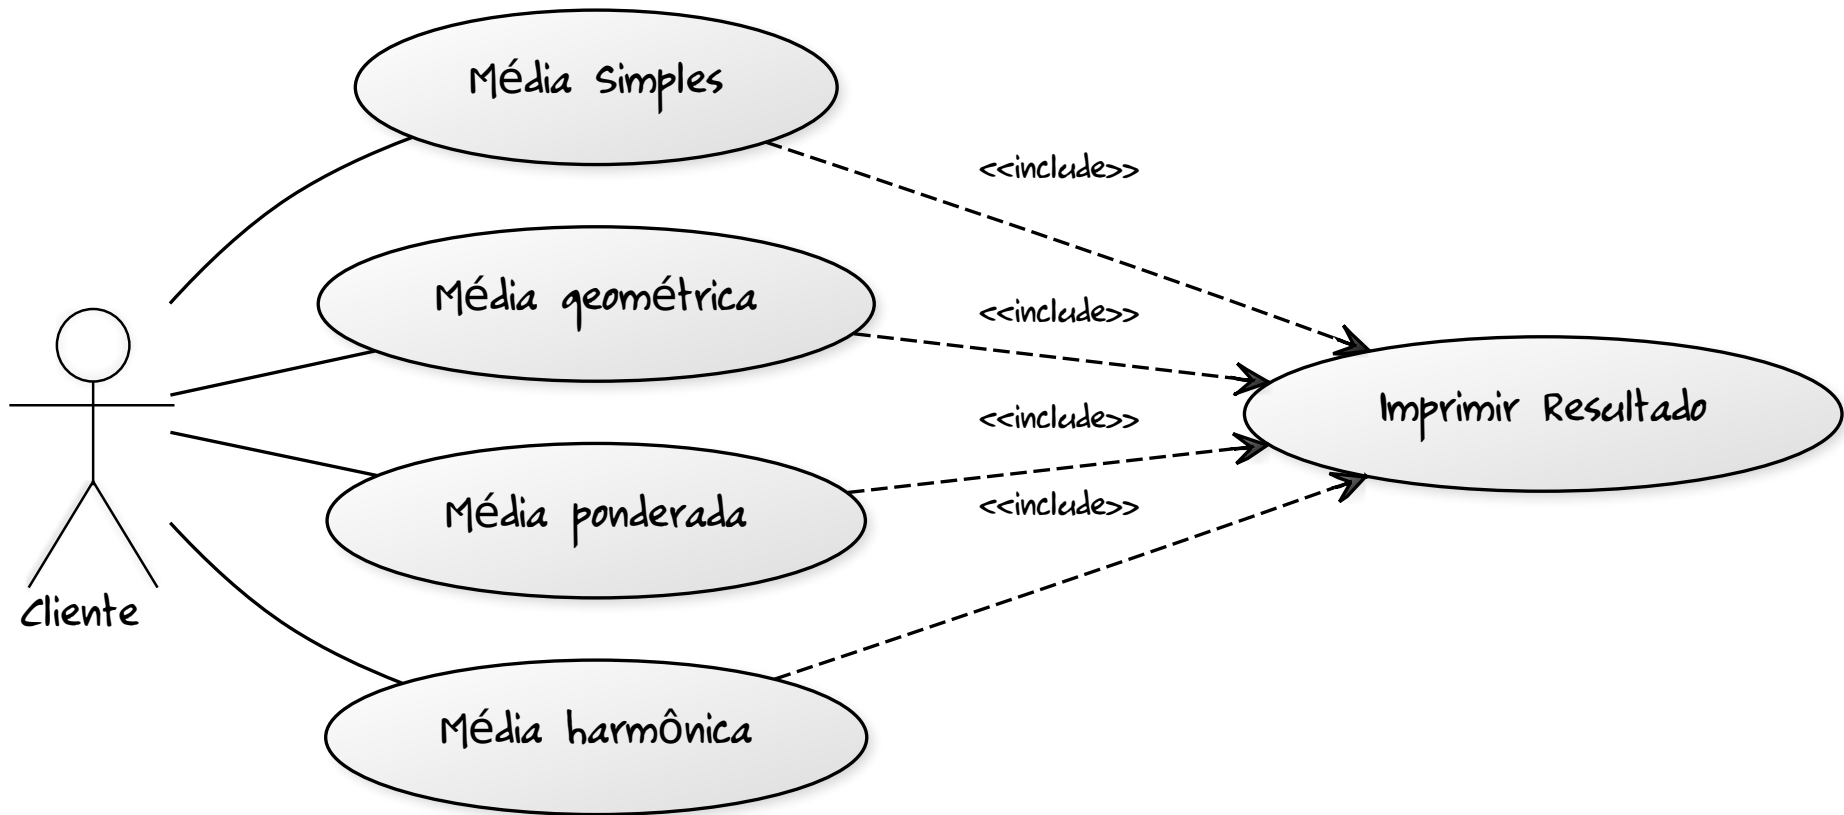 Média Simples
<<include>>
Média geométrica
<<include>>
Imprimir Resultado
<<include>>
Média ponderada
<<include>>
Cliente
Média harmônica